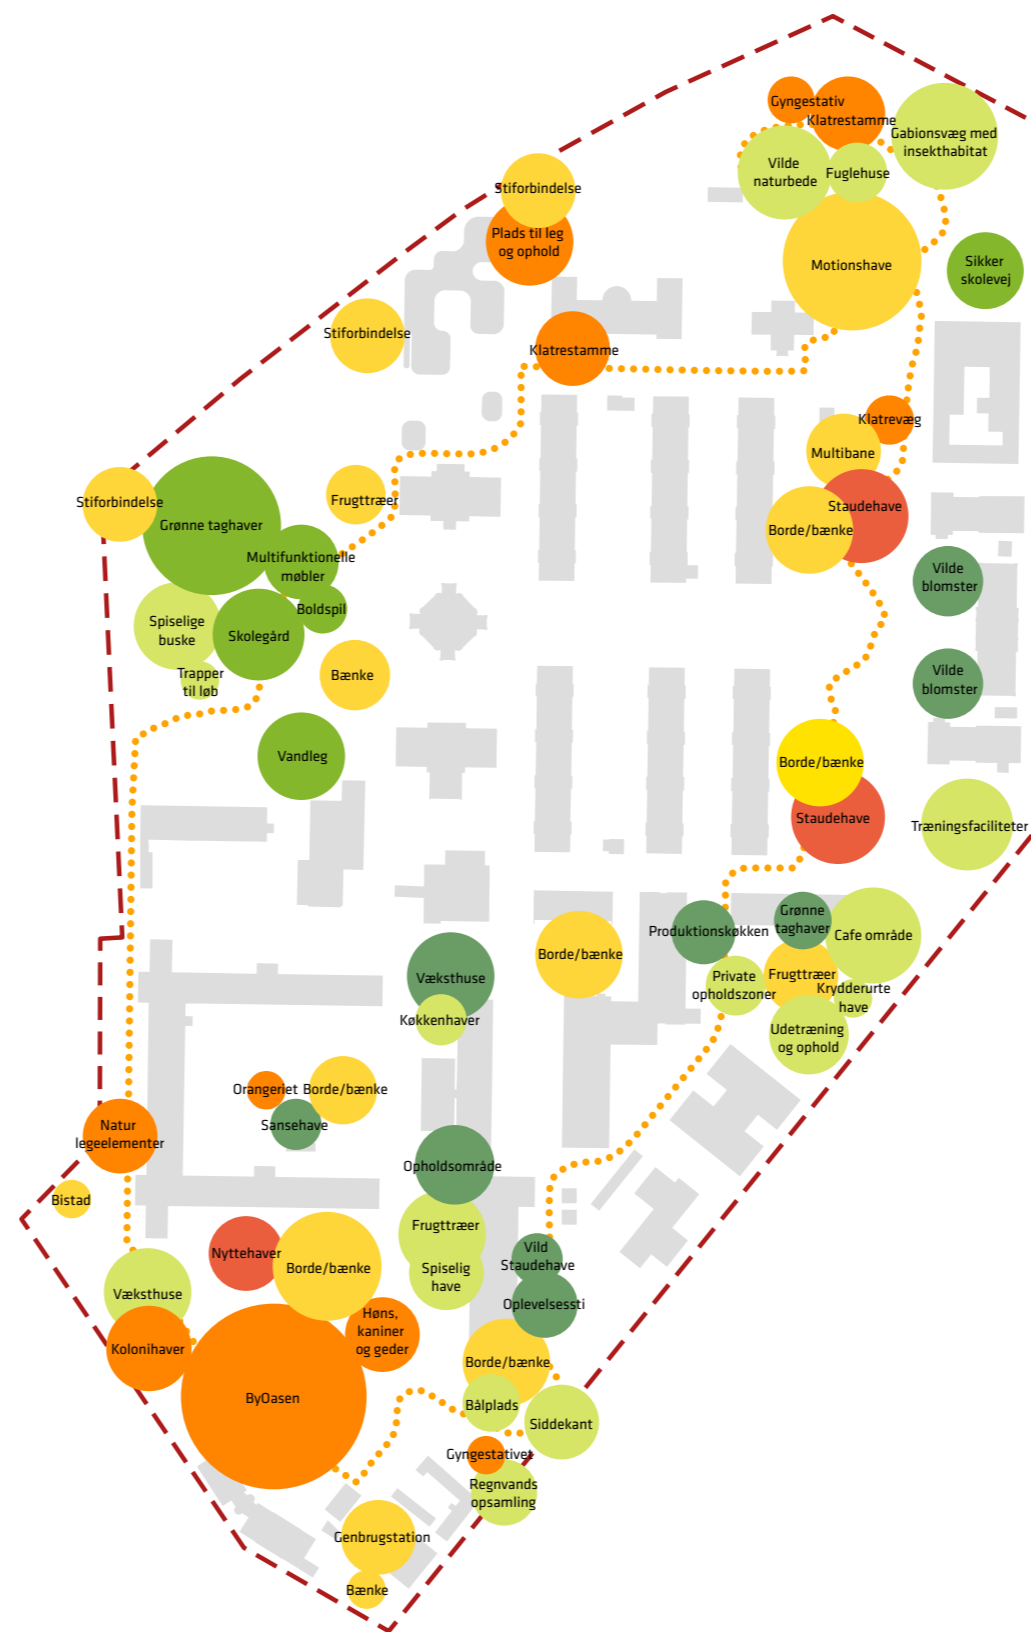 Gyngestativ
Klatrestamme
Gabionsvæg med
insekthabitat
Vilde
naturbede
Fuglehuse
Stiforbindelse
Plads til leg
og ophold
Motionshave
Sikker
skolevej
Stiforbindelse
Klatrestamme
Klatrevæg
Multibane
Stiforbindelse
Frugttræer
Grønne taghaver
Staudehave
Borde/bænke
Multifunktionelle
møbler
Vilde
blomster
Boldspil
Spiselige
buske
Skolegård
Trapper
til løb
Bænke
Vilde
blomster
Vandleg
Borde/bænke
Staudehave
Træningsfaciliteter
Produktionskøkken
Grønne
taghaver
Cafe område
Borde/bænke
Væksthuse
Private
opholdszoner
Frugttræer
Krydderurte
have
Køkkenhaver
Udetræning
og ophold
Orangeriet
Borde/bænke
Sansehave
Natur
legeelementer
Opholdsområde
Bistad
Frugttræer
Nyttehaver
Borde/bænke
Spiselig
have
Vild
Staudehave
Væksthuse
Oplevelsessti
Høns,
kaniner
og geder
Kolonihaver
Borde/bænke
ByOasen
Bålplads
Siddekant
Gyngestativet
Regnvands
opsamling
Genbrugstation
Bænke